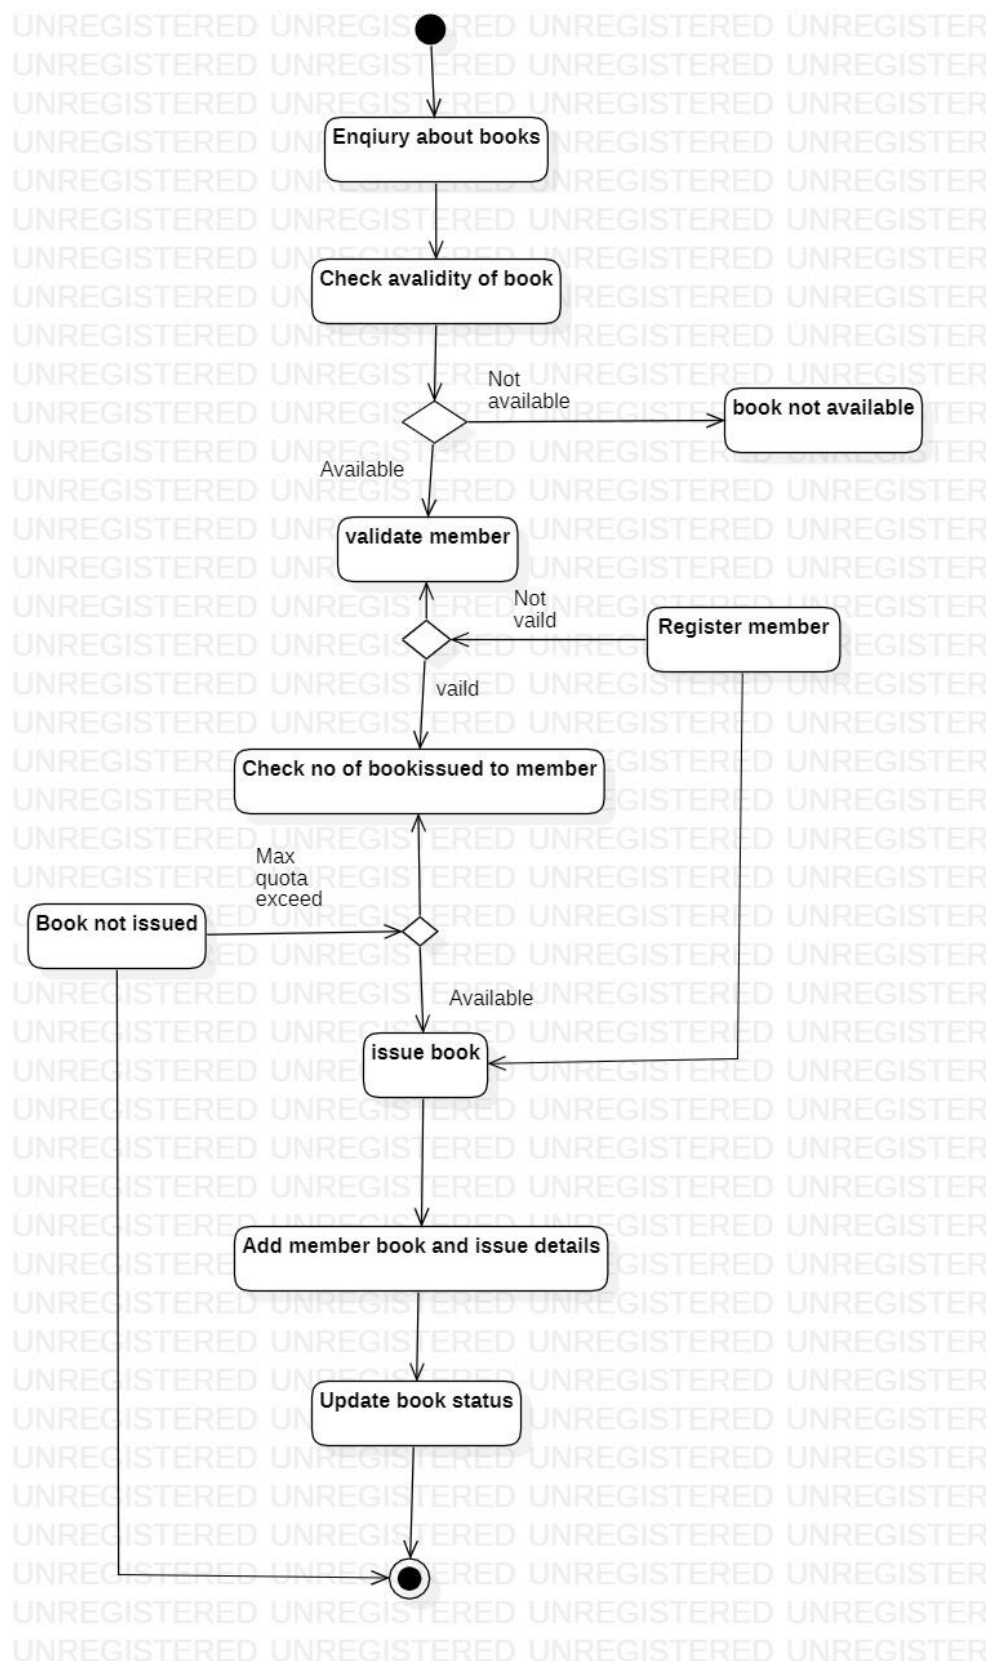 Enqiury about books
Check avalidity of book
Not
available
book not available
Available
validate member
Not
vaild
Register member
vaild
Check no of bookissued to member
Max
quota
exceed
Book not issued
Available
issue book
Add member book and issue details
Update book status
UNREGISTERED